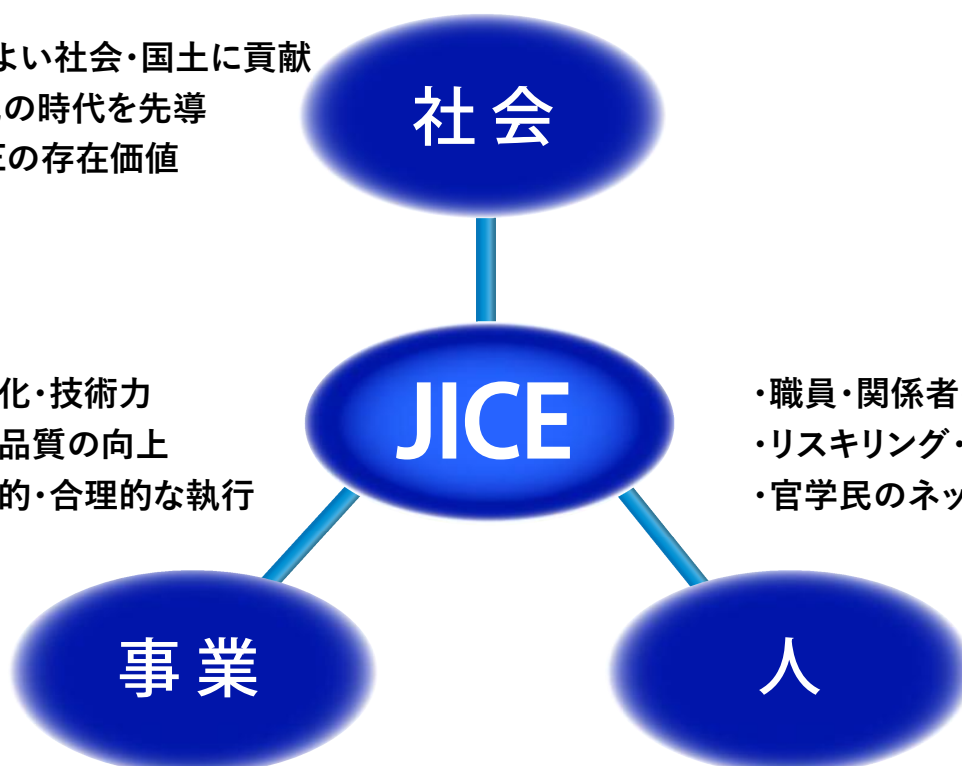 よい社会・国土に貢献
の時代を先導
の存在価値
社会
化・技術力
品質の向上
的・合理的な執行
JICE
・職員・関係者
・リスキリング・
・官学民のネッ
事業
人